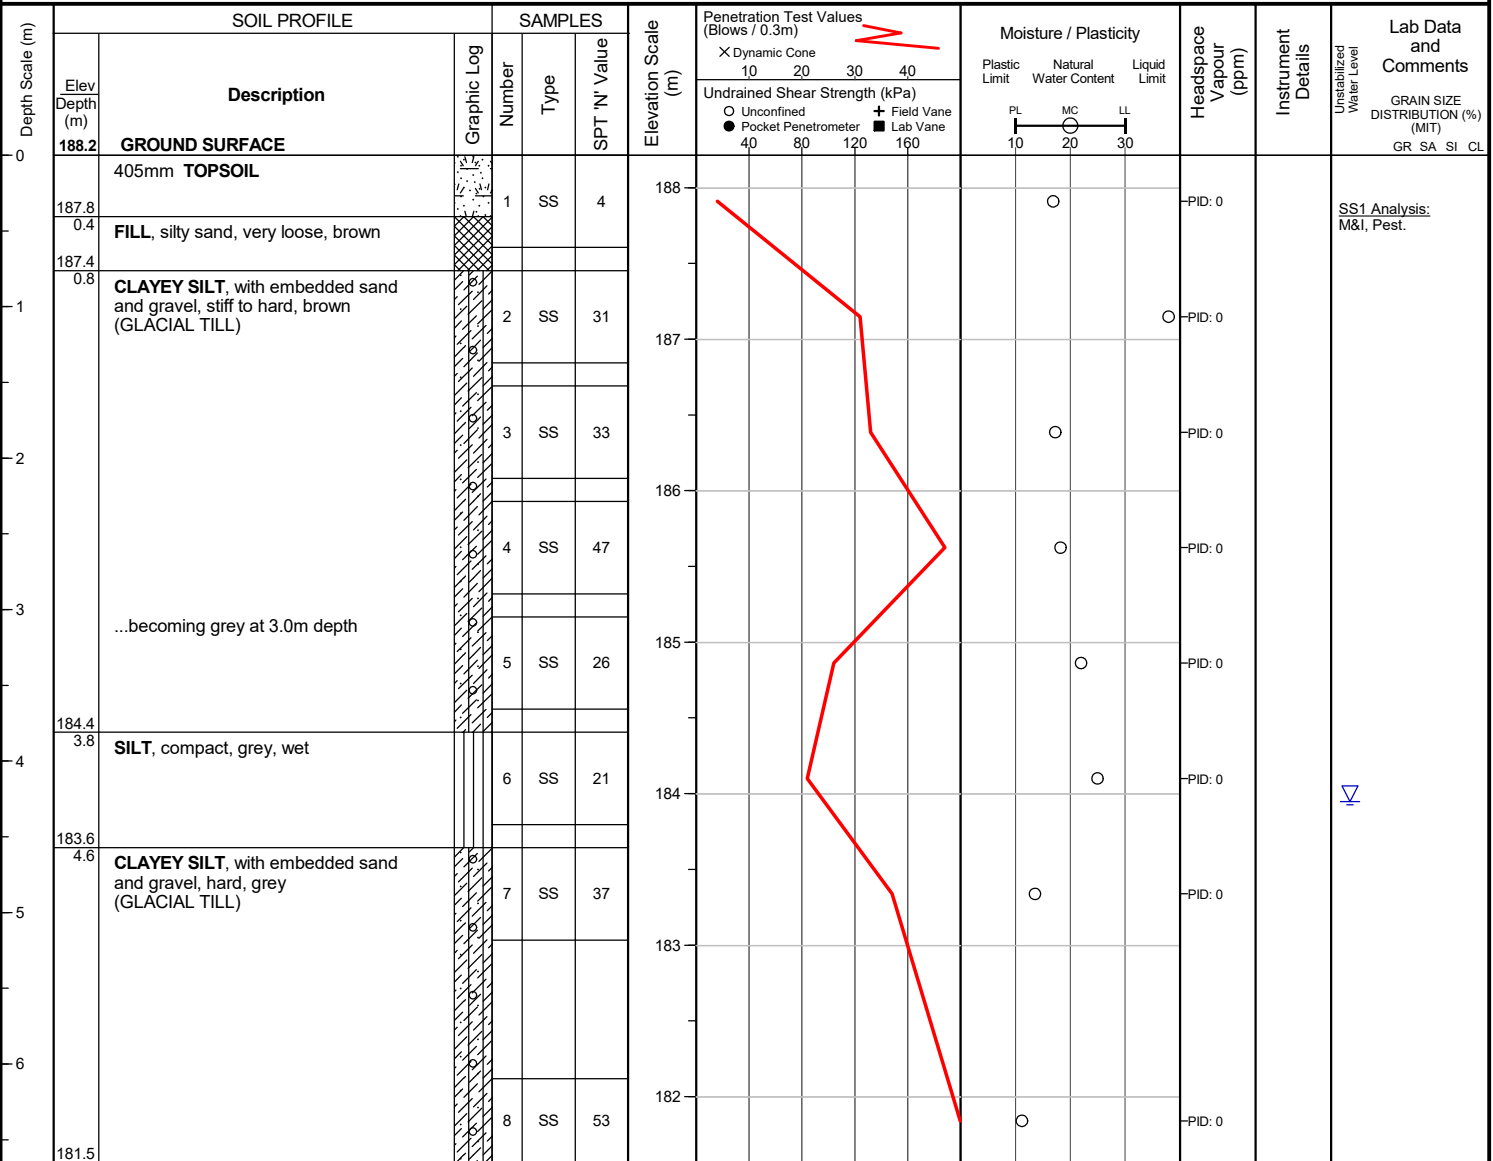 SOIL PROFILE
SAMPLES
Depth Scale (m)
Elev
Depth
(m)
Description
Graphic Log
Number
Type
SPT 'N' Value
Elevation Scale
(m)
Penetration Test Values
(Blows / 0.3m)
Dynamic Cone
10 20 30 40
Undrained Shear Strength (kPa)
Unconfined
Field Vane
Pocket Penetrometer
Lab Vane
40 80 120 160
Moisture / Plasticity
Plastic
Limit
Natural
Water Content
Liquid
Limit
PL MC LL
10 20 30
Headspace
Vapour
(ppm)
Instrument
Details
Unstabilized
Water Level
Lab Data
and
Comments
GRAIN SIZE
DISTRIBUTION (%)
(MIT)
GR SA SI CL
188.2 GROUND SURFACE
0
405mm TOPSOIL
187.8
0.4
FILL, silty sand, very loose, brown
187.4
0.8
CLAYEY SILT, with embedded sand
and gravel, stiff to hard, brown
(GLACIAL TILL)
...becoming grey at 3.0m depth
184.4
3.8
SILT, compact, grey, wet
183.6
4.6
CLAYEY SILT, with embedded sand
and gravel, hard, grey
(GLACIAL TILL)
181.5
1
2
3
4
5
6
1 SS 4
2 SS 31
3 SS 33
4 SS 47
5 SS 26
6 SS 21
7 SS 37
8 SS 53
188
187
186
185
184
183
182
PID: 0
PID: 0
PID: 0
PID: 0
PID: 0
PID: 0
PID: 0
PID: 0
SS1 Analysis:
M&I, Pest.